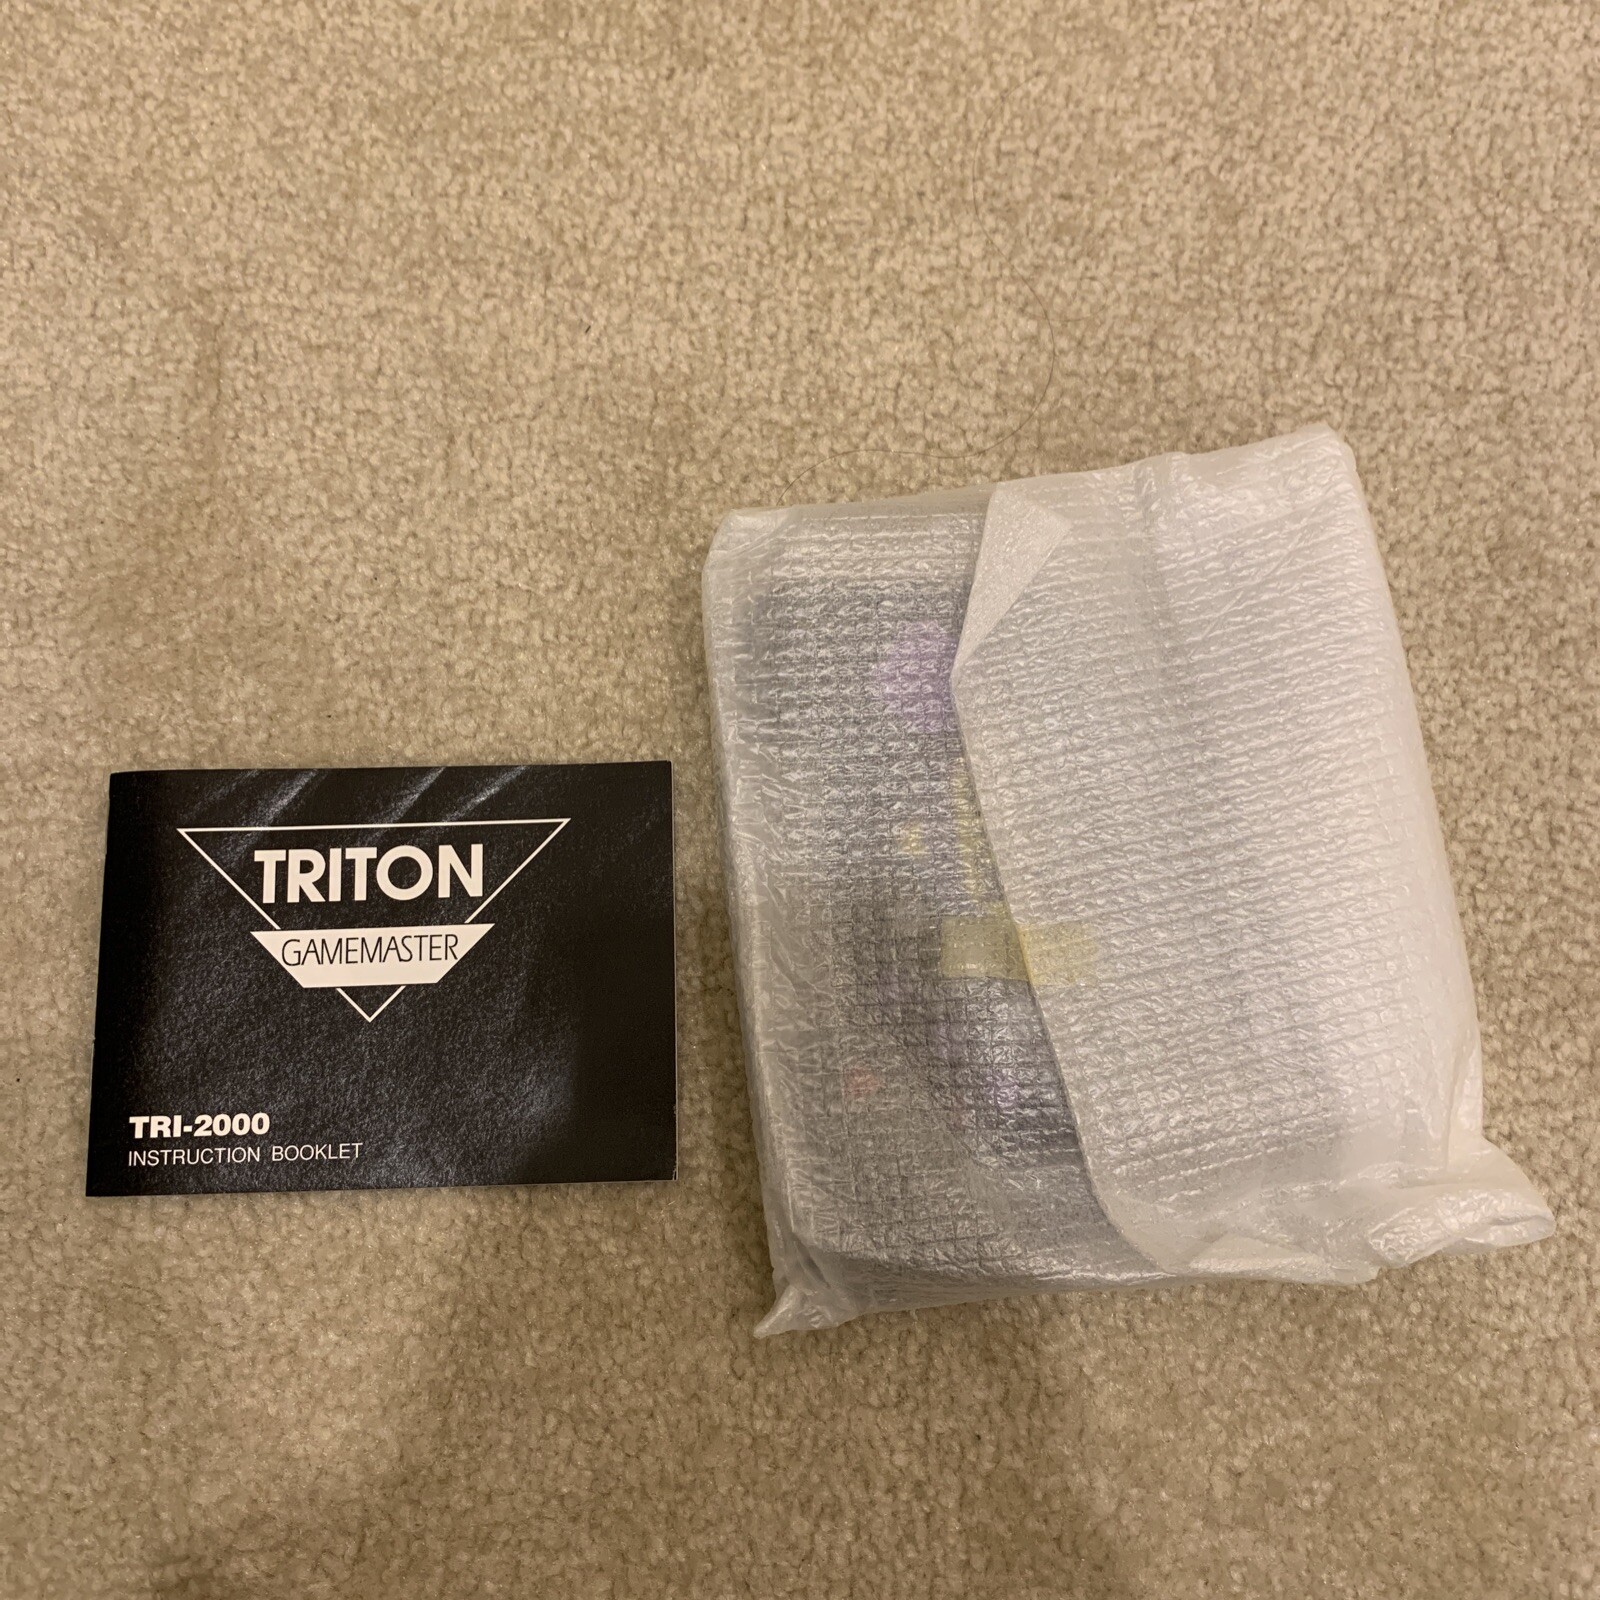 TRITON
GAMEMASTER
TRI-2000
INSTRUCTION BOOKLET